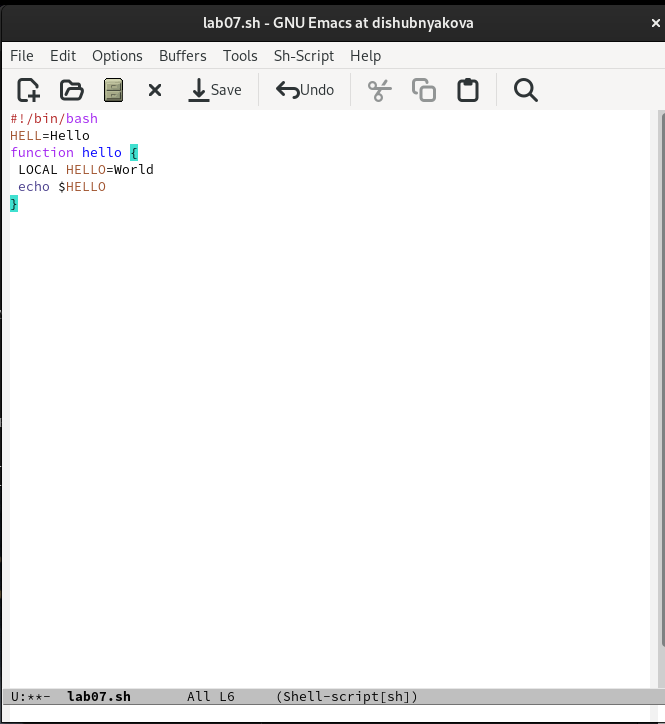 lab07.sh - GNU Emacs at dishubnyakova
File Edit Options Buffers Tools Sh-Script Help
Save Undo
#!/bin/bash
HELL=Hello
function hello {
 LOCAL HELLO=World
 echo $HELLO
}
U:**- lab07.sh All L6 (Shell-script[sh])